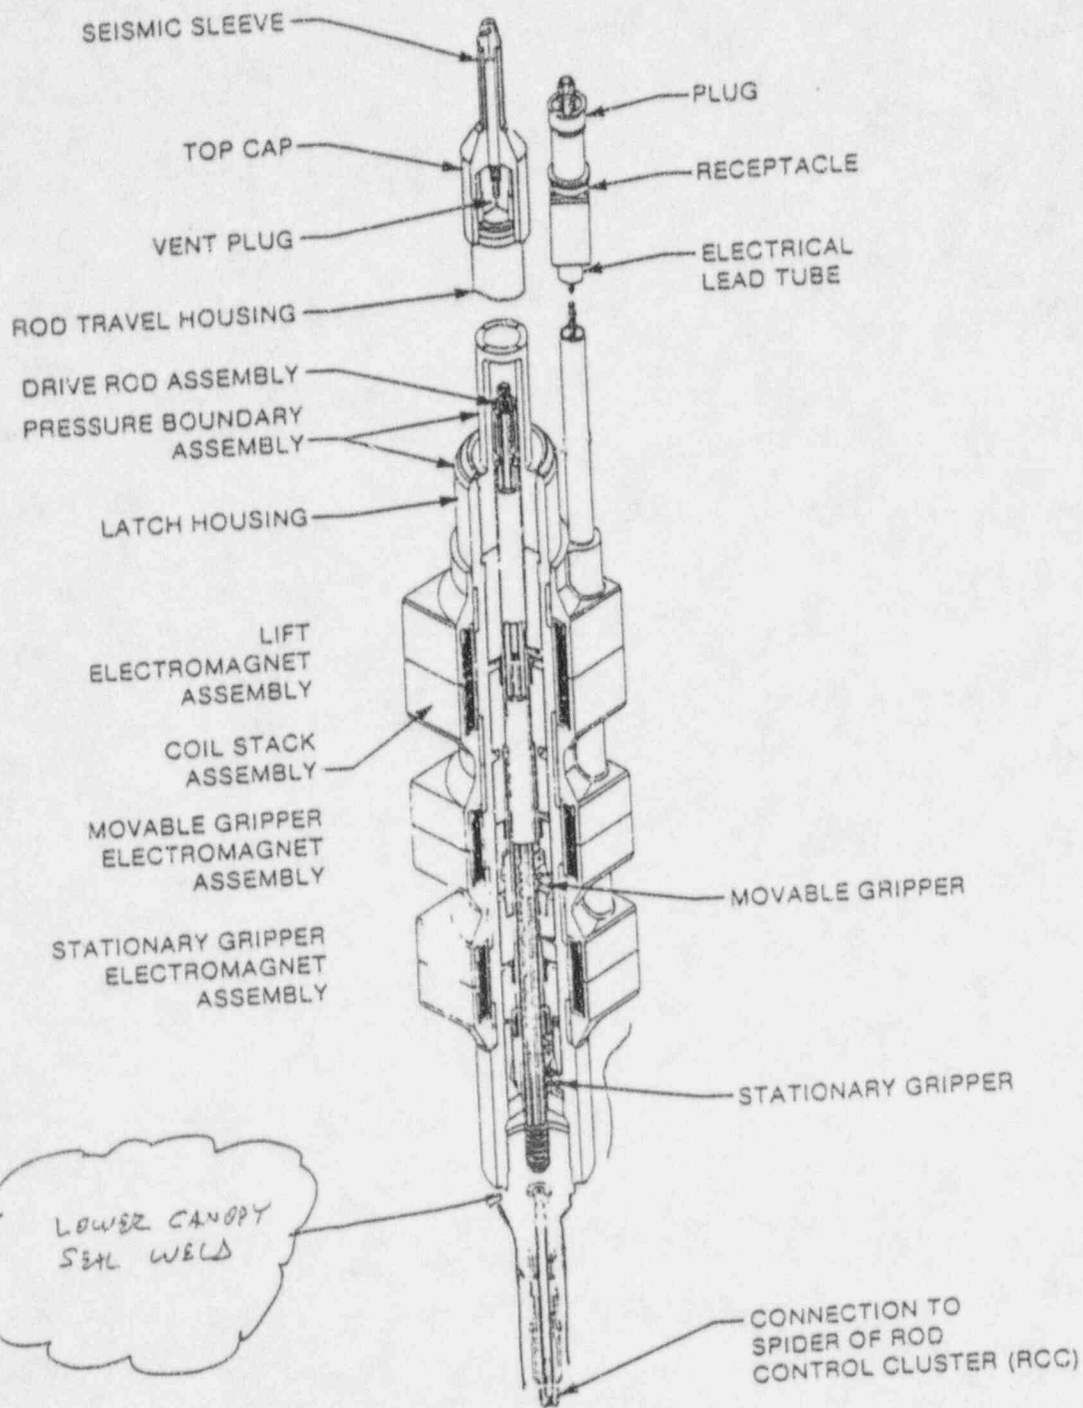 SEISMIC SLEEVE
PLUG
TOP CAP
RECEPTACLE
VENT PLUG
ELECTRICAL
LEAD TUBE
ROD TRAVEL HOUSING
DRIVE ROD ASSEMBLY
PRESSURE BOUNDARY
ASSEMBLY
LATCH HOUSING
LIFT
ELECTROMAGNET
ASSEMBLY
COIL STACK
ASSEMBLY
MOVABLE GRIPPER
ELECTROMAGNET
ASSEMBLY
MOVABLE GRIPPER
STATIONARY GRIPPER
ELECTROMAGNET
ASSEMBLY
STATIONARY GRIPPER
LOWER CANOPY
SEAL WELD
CONNECTION TO
SPIDER OF ROD
CONTROL CLUSTER (RCC)